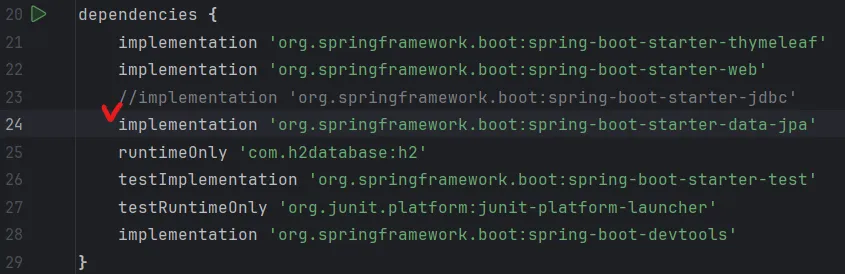 20 dependencies {
21 implementation 'org.springframework.boot:spring-boot-starter-thymeleaf'
22 implementation 'org.springframework.boot:spring-boot-starter-web'
23 //implementation 'org.springframework.boot:spring-boot-starter-jdbc'
24 implementation 'org.springframework.boot:spring-boot-starter-data-jpa'
25 runtimeOnly 'com.h2database:h2'
26 testImplementation 'org.springframework.boot:spring-boot-starter-test'
27 testRuntimeOnly 'org.junit.platform:junit-platform-launcher'
28 implementation 'org.springframework.boot:spring-boot-devtools'
29 }